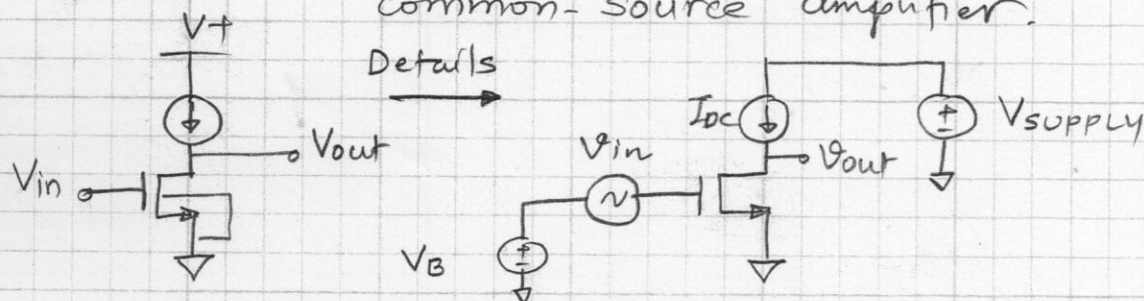 common-source amplifier.
V+
Details
IDC
VSUPPLY
Vin
Vout
vin
vout
VB